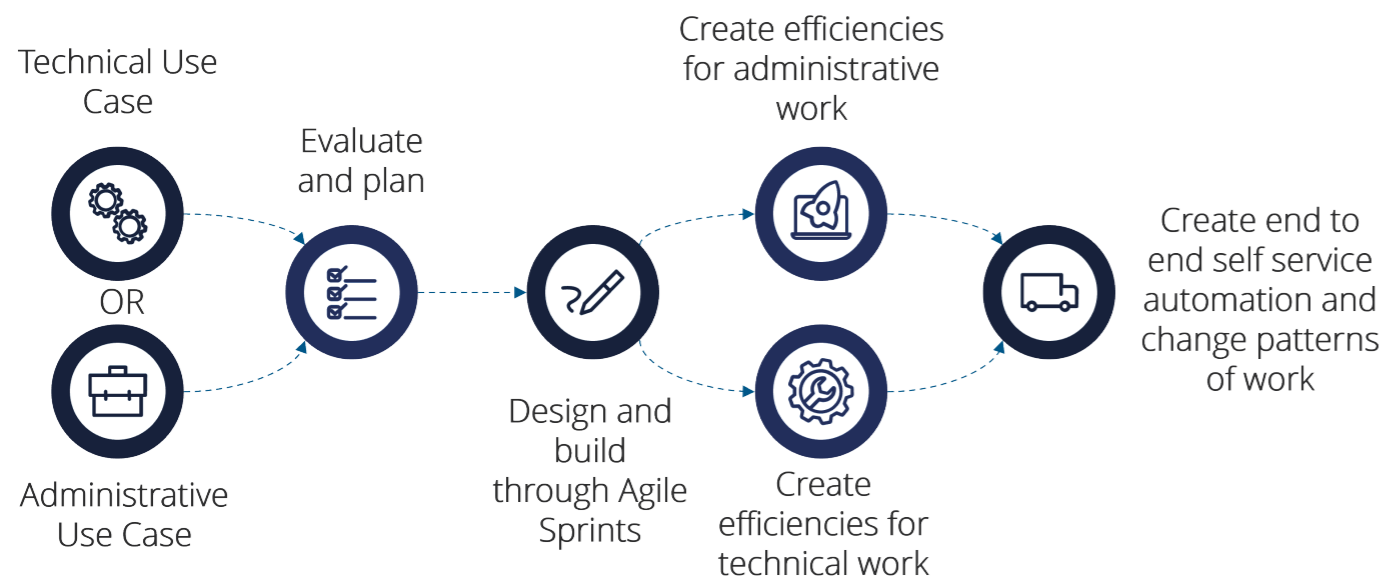 Technical Use
Case
OR
Administrative
Use Case
Evaluate
and plan
Design and
build
through Agile
Sprints
Create efficiencies
for administrative
work
Create
efficiencies for
technical work
Create end to
end self service
automation and
change patterns
of work